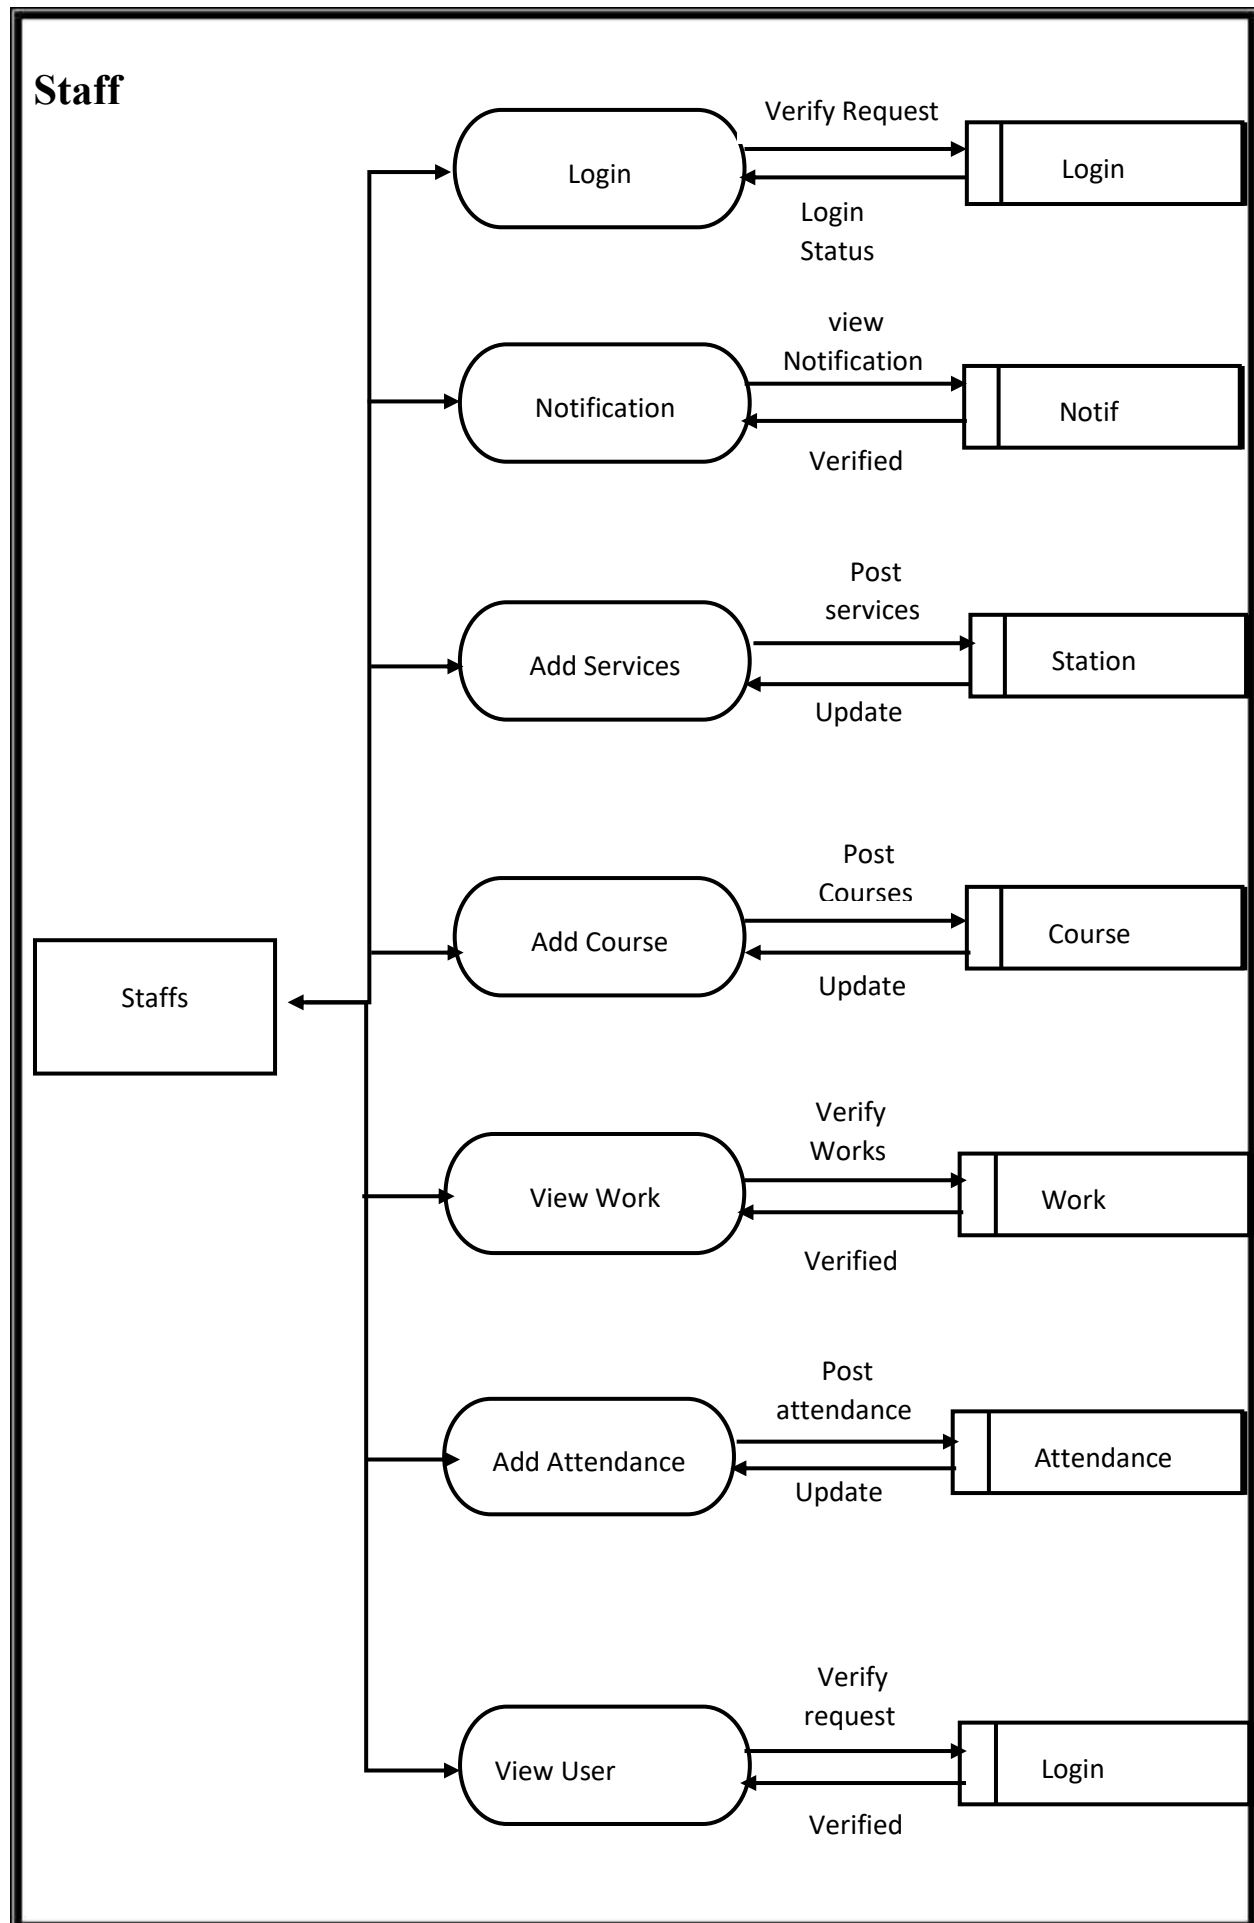 Staff
Verify Request
Login
Login
Login
Status
view
Notification
Notification
Notif
Verified
Post
services
Add Services
Station
Update
Post
Courses
Add Course
Course
Update
Staffs
Verify
Works
View Work
Work
Verified
Post
attendance
Add Attendance
Attendance
Update
Verify
request
View User
Login
Verified